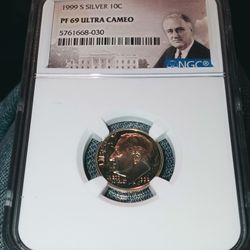 1999 S SILVER 10C
PF 69 ULTRA CAMEO
5761668-030
NGC